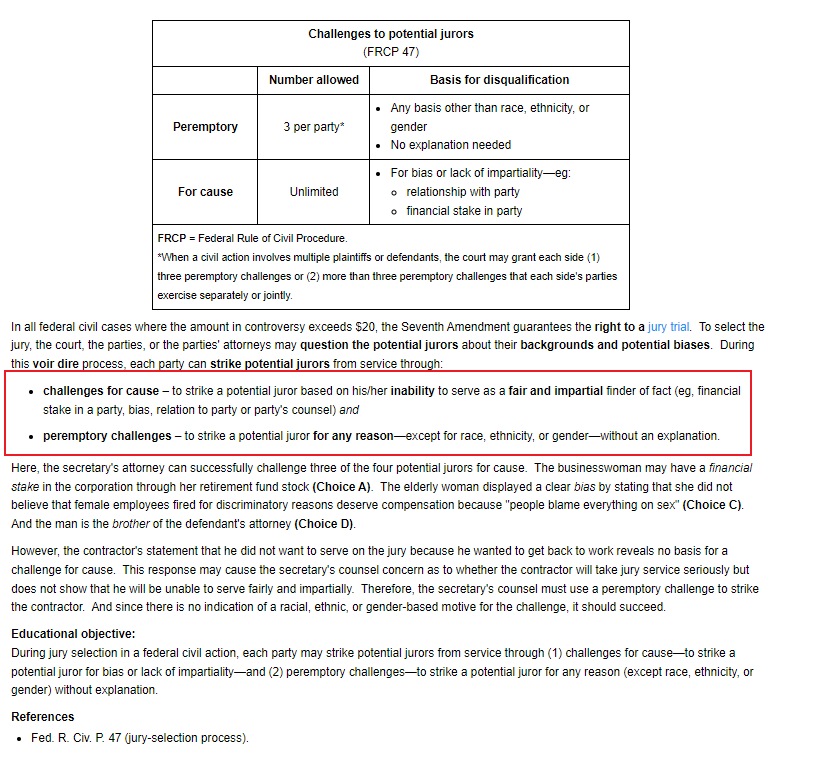 Challenges to potential jurors
(FRCP 47)
Number allowed
Basis for disqualification
Peremptory
3 per party*
• Any basis other than race, ethnicity, or
gender
• No explanation needed
For cause
Unlimited
• For bias or lack of impartiality—eg:
o relationship with party
o financial stake in party
FRCP = Federal Rule of Civil Procedure.
*When a civil action involves multiple plaintiffs or defendants, the court may grant each side (1)
three peremptory challenges or (2) more than three peremptory challenges that each side's parties
exercise separately or jointly.
In all federal civil cases where the amount in controversy exceeds $20, the Seventh Amendment guarantees the right to a jury trial. To select the
jury, the court, the parties, or the parties' attorneys may question the potential jurors about their backgrounds and potential biases. During
this voir dire process, each party can strike potential jurors from service through:
• challenges for cause – to strike a potential juror based on his/her inability to serve as a fair and impartial finder of fact (eg, financial
stake in a party, bias, relation to party or party's counsel) and
• peremptory challenges – to strike a potential juror for any reason—except for race, ethnicity, or gender—without an explanation.
Here, the secretary's attorney can successfully challenge three of the four potential jurors for cause. The businesswoman may have a financial
stake in the corporation through her retirement fund stock (Choice A). The elderly woman displayed a clear bias by stating that she did not
believe that female employees fired for discriminatory reasons deserve compensation because "people blame everything on sex" (Choice C).
And the man is the brother of the defendant's attorney (Choice D).
However, the contractor's statement that he did not want to serve on the jury because he wanted to get back to work reveals no basis for a
challenge for cause. This response may cause the secretary's counsel concern as to whether the contractor will take jury service seriously but
does not show that he will be unable to serve fairly and impartially. Therefore, the secretary's counsel must use a peremptory challenge to strike
the contractor. And since there is no indication of a racial, ethnic, or gender-based motive for the challenge, it should succeed.
Educational objective:
During jury selection in a federal civil action, each party may strike potential jurors from service through (1) challenges for cause—to strike a
potential juror for bias or lack of impartiality—and (2) peremptory challenges—to strike a potential juror for any reason (except race, ethnicity, or
gender) without explanation.
References
• Fed. R. Civ. P. 47 (jury-selection process).